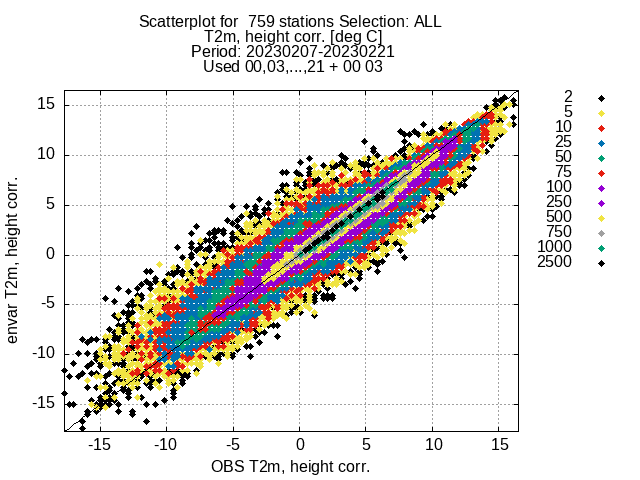 Scatterplot for  759 stations Selection: ALL
T2m, height corr. [deg C]
Period: 20230207-20230221
Used 00,03,...,21 + 00 03
15
10
5
0
-5
-10
-15
envar T2m, height corr.
-15 -10 -5 0 5 10 15
OBS T2m, height corr.
2
5
10
25
50
75
100
250
500
750
1000
2500